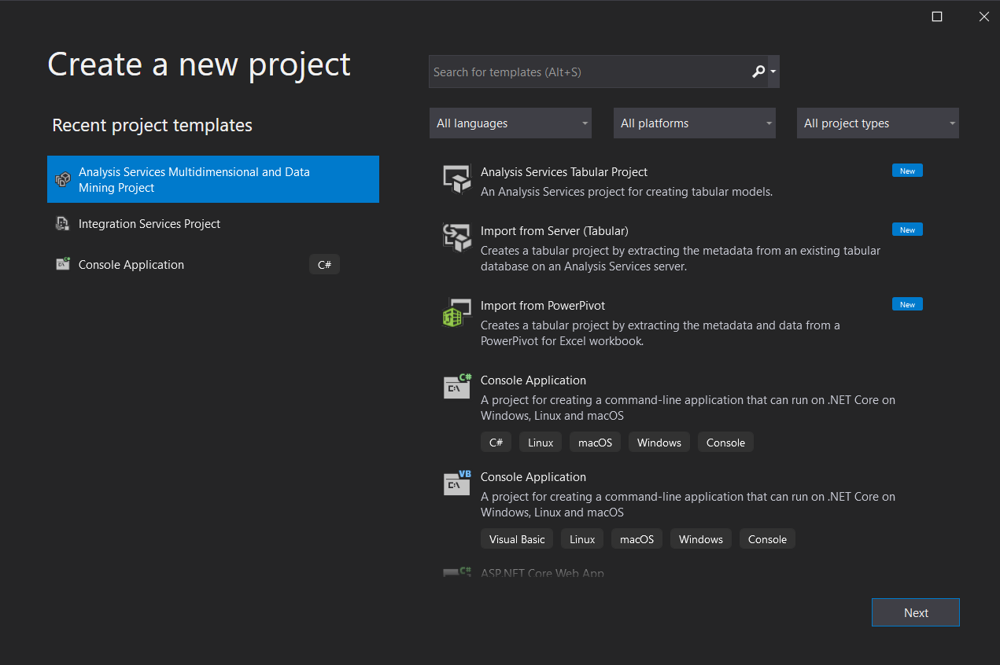 Create a new project
Search for templates (Alt+S)
Recent project templates
All languages
All platforms
All project types
Analysis Services Multidimensional and Data
Mining Project
Integration Services Project
Console Application
C#
Analysis Services Tabular Project
New
An Analysis Services project for creating tabular models.
Import from Server (Tabular)
New
Creates a tabular project by extracting the metadata from an existing tabular
database on an Analysis Services server.
Import from PowerPivot
New
Creates a tabular project by extracting the metadata and data from a
PowerPivot for Excel workbook.
C#
C:\
Console Application
A project for creating a command-line application that can run on .NET Core on
Windows, Linux and macOS
C#
Linux
macOS
Windows
Console
VB
C:\
Console Application
A project for creating a command-line application that can run on .NET Core on
Windows, Linux and macOS
Visual Basic
Linux
macOS
Windows
Console
C#
ASP.NET Core Web App
Next